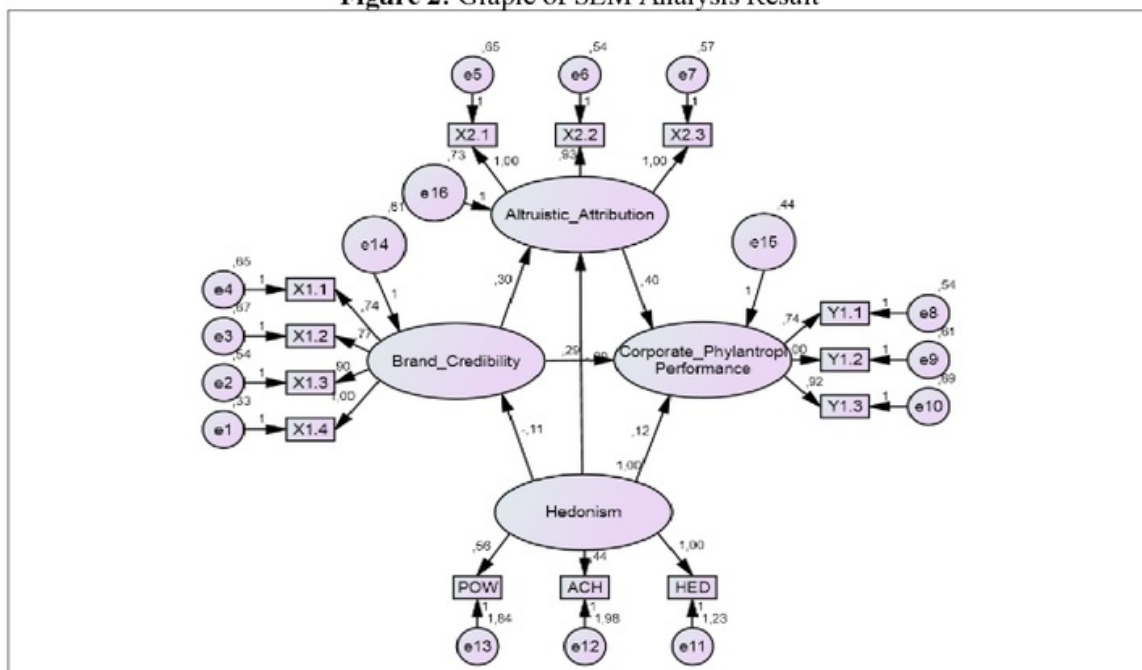 Figure 2: Graphic of SEM Analysis Result
,65 ,54 ,57
e5 e6 e7
1 1 1
X2.1 X2.2 X2.3
,73 1,00 ,93 1,00
e16 1
Altruistic_Attribution
,61 ,44
e14 e15
1 ,30 ,40 1
,65
e4 1 X1.1 ,74
,67
e3 1 X1.2 ,77
,54
e2 1 X1.3 ,90
,33
e1 1 X1.4 1,00
Brand_Credibility
,29
Corporate_Phylantropi
Performance
,54
,74 Y1.1 1 e8
,61
,00 Y1.2 1 e9
,69
,92 Y1.3 1 e10
-,11 ,12
1,00
Hedonism
,56 ,44 1,00
POW ACH HED
1 1 1
1,84 1,98 1,23
e13 e12 e11